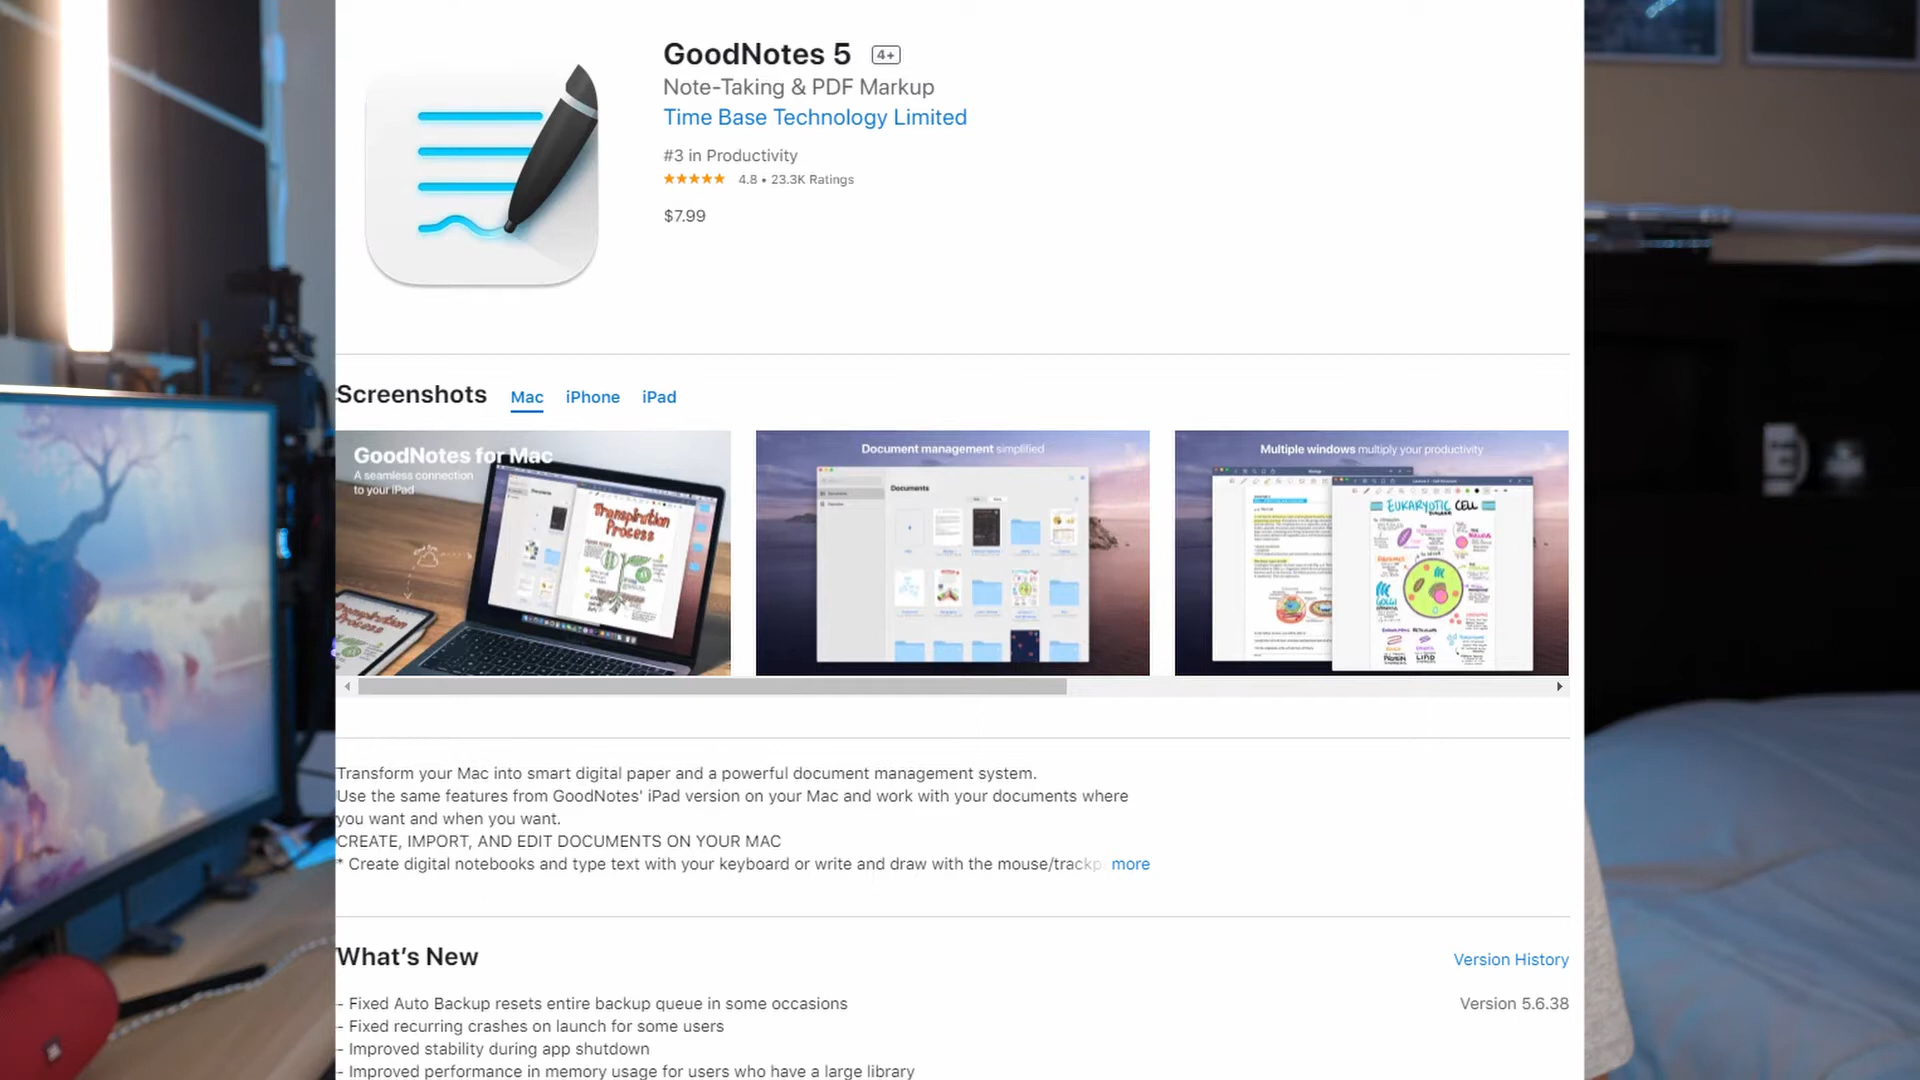 GoodNotes 5 4+
Note-Taking & PDF Markup
Time Base Technology Limited
#3 in Productivity
4.8 • 23.3K Ratings
$7.99
Screenshots Mac iPhone iPad
GoodNotes for Mac
A seamless connection
to your iPad
Transpiration
Process
Document management simplified
Documents
Multiple windows multiply your productivity
EUKARYOTIC CELL
Transform your Mac into smart digital paper and a powerful document management system.
Use the same features from GoodNotes' iPad version on your Mac and work with your documents where
you want and when you want.
CREATE, IMPORT, AND EDIT DOCUMENTS ON YOUR MAC
* Create digital notebooks and type text with your keyboard or write and draw with the mouse/trackp more
What's New
Version History
- Fixed Auto Backup resets entire backup queue in some occasions
Version 5.6.38
- Fixed recurring crashes on launch for some users
- Improved stability during app shutdown
- Improved performance in memory usage for users who have a large library